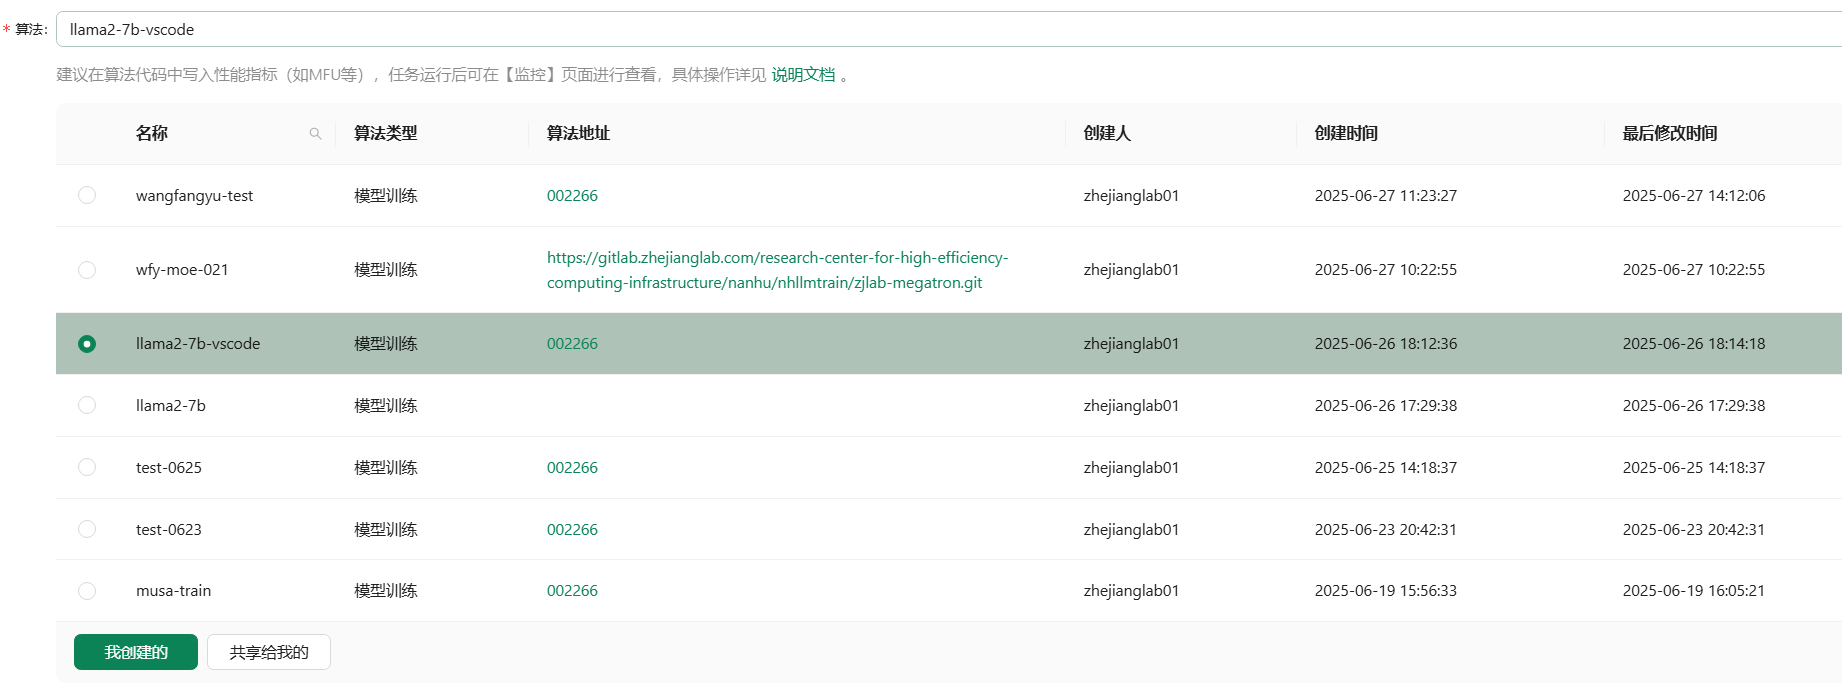 * 算法: llama2-7b-vscode
建议在算法代码中写入性能指标（如MFU等），任务运行后可在【监控】页面进行查看，具体操作详见 说明文档 。
名称 算法类型 算法地址 创建人 创建时间 最后修改时间
wangfangyu-test 模型训练 002266 zhejianglab01 2025-06-27 11:23:27 2025-06-27 14:12:06
wfy-moe-021 模型训练 https://gitlab.zhejianglab.com/research-center-for-high-efficiency-
computing-infrastructure/nanhu/nhllmtrain/zjlab-megatron.git zhejianglab01 2025-06-27 10:22:55 2025-06-27 10:22:55
llama2-7b-vscode 模型训练 002266 zhejianglab01 2025-06-26 18:12:36 2025-06-26 18:14:18
llama2-7b 模型训练 zhejianglab01 2025-06-26 17:29:38 2025-06-26 17:29:38
test-0625 模型训练 002266 zhejianglab01 2025-06-25 14:18:37 2025-06-25 14:18:37
test-0623 模型训练 002266 zhejianglab01 2025-06-23 20:42:31 2025-06-23 20:42:31
musa-train 模型训练 002266 zhejianglab01 2025-06-19 15:56:33 2025-06-19 16:05:21
我创建的 共享给我的